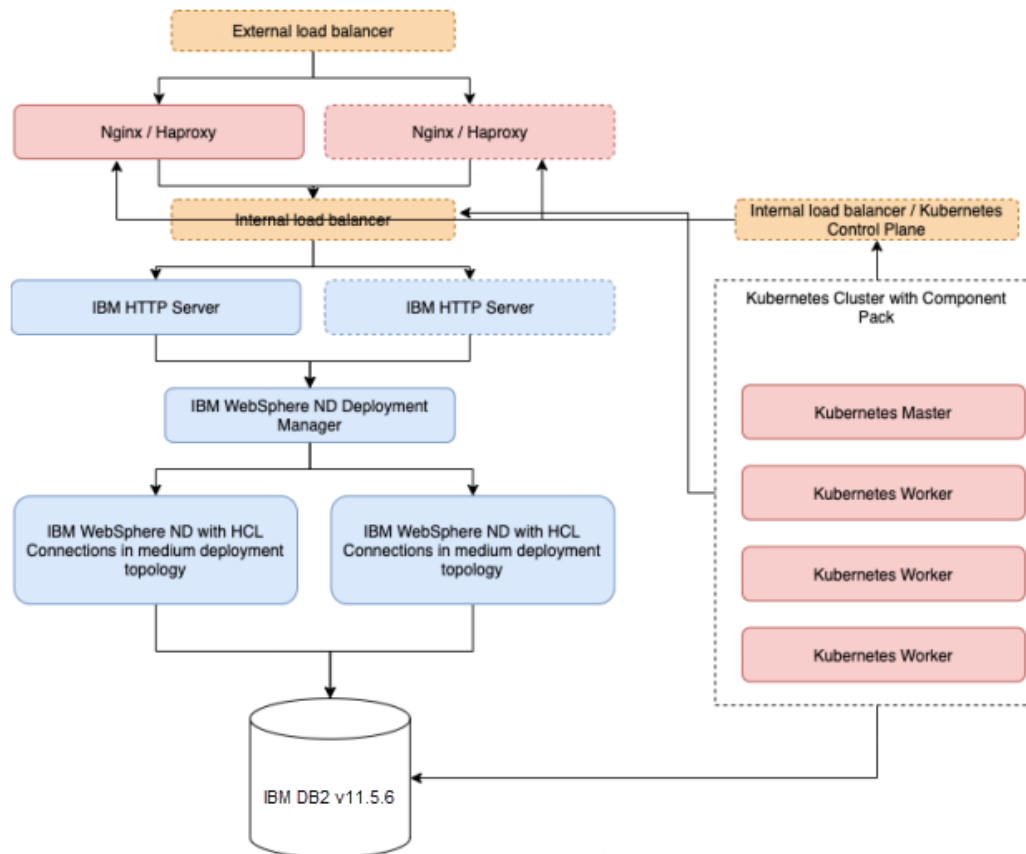 External load balancer
Nginx / Haproxy
Nginx / Haproxy
Internal load balancer
Internal load balancer / Kubernetes
Control Plane
IBM HTTP Server
IBM HTTP Server
Kubernetes Cluster with Component
Pack
IBM WebSphere ND Deployment
Manager
Kubernetes Master
Kubernetes Worker
IBM WebSphere ND with HCL
Connections in medium deployment
topology
IBM WebSphere ND with HCL
Connections in medium deployment
topology
Kubernetes Worker
Kubernetes Worker
IBM DB2 v11.5.6